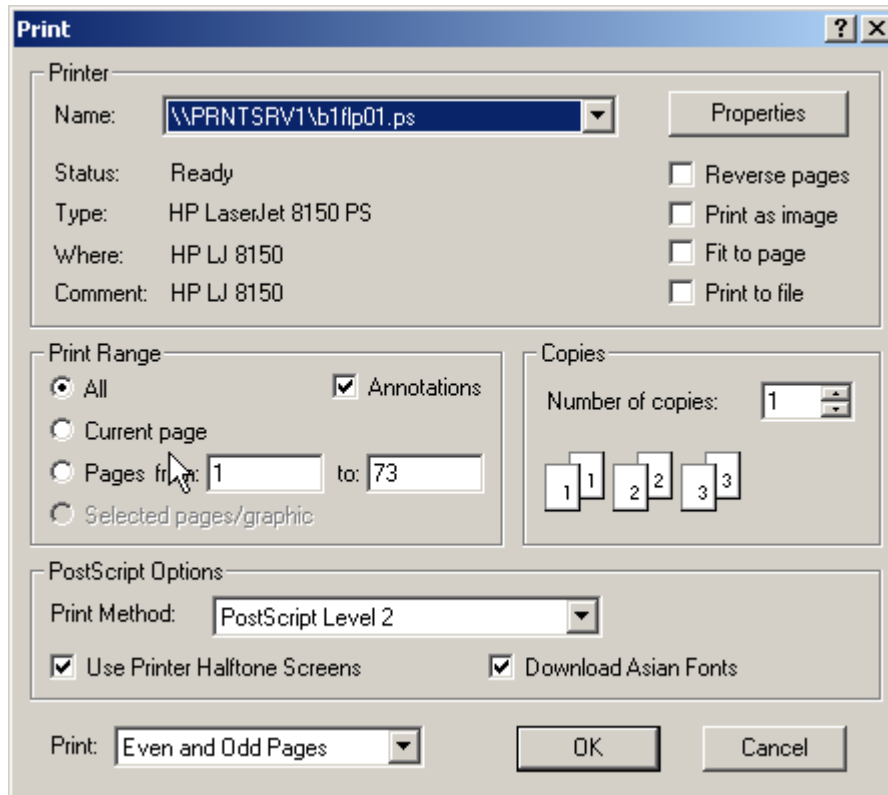 Print
Printer
Name: \\PRNTSRV1\b1flp01.ps Properties
Status: Ready Reverse pages
Type: HP LaserJet 8150 PS Print as image
Where: HP LJ 8150 Fit to page
Comment: HP LJ 8150 Print to file
Print Range Copies
All Annotations Number of copies: 1
Current page
Pages from: 1 to: 73
1 1 2 2 3 3
Selected pages/graphic
PostScript Options
Print Method: PostScript Level 2
Use Printer Halftone Screens Download Asian Fonts
Print: Even and Odd Pages OK Cancel